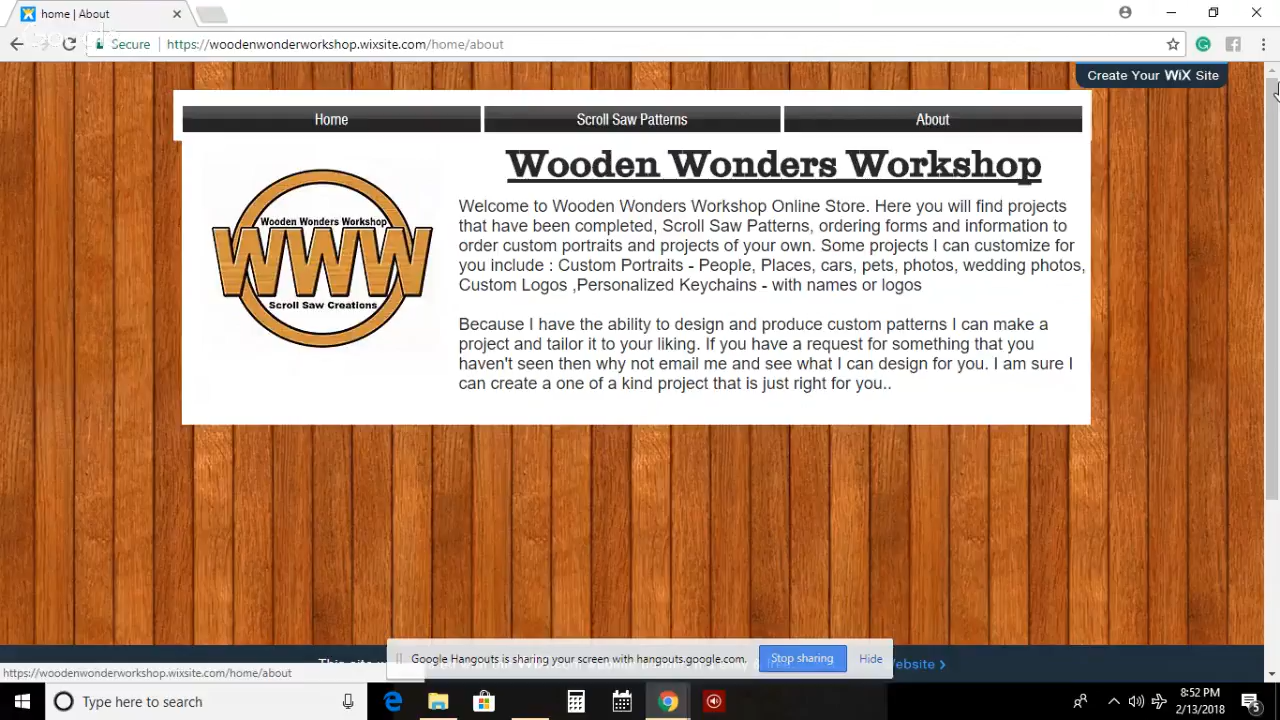 home | About
Secure https://woodenwonderworkshop.wixsite.com/home/about
Create Your WiX Site
Home Scroll Saw Patterns About
Wooden Wonders Workshop
Wooden Wonders Workshop
WWW
Scroll Saw Creations
Welcome to Wooden Wonders Workshop Online Store. Here you will find projects
that have been completed, Scroll Saw Patterns, ordering forms and information to
order custom portraits and projects of your own. Some projects I can customize for
you include : Custom Portraits - People, Places, cars, pets, photos, wedding photos,
Custom Logos ,Personalized Keychains - with names or logos
Because I have the ability to design and produce custom patterns I can make a
project and tailor it to your liking. If you have a request for something that you
haven't seen then why not email me and see what I can design for you. I am sure I
can create a one of a kind project that is just right for you..
This site
Google Hangouts is sharing your screen with hangouts.google.com. Stop sharing Hide
ebsite >
https://woodenwonderworkshop.wixsite.com/home/about
Type here to search
8:52 PM
2/13/2018
5